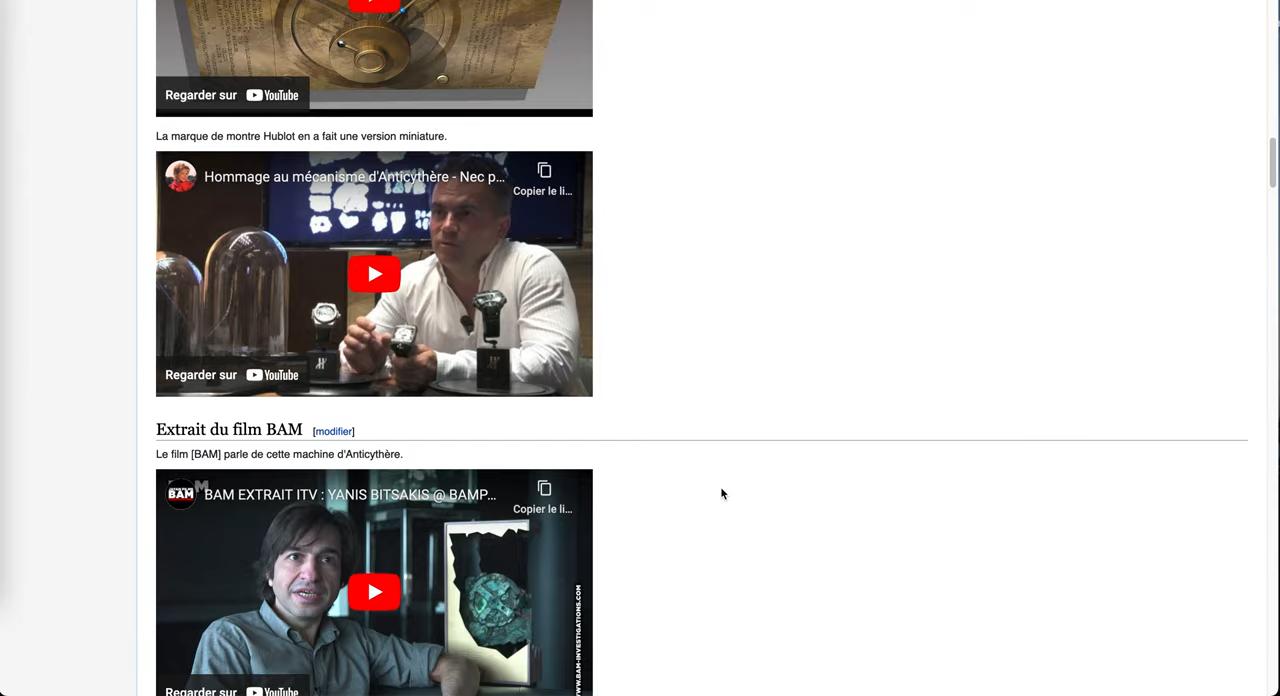 Regarder sur YouTube
La marque de montre Hublot en a fait une version miniature.
Hommage au mécanisme d'Anticythère - Nec p...
Copier le li...
Regarder sur YouTube
Extrait du film BAM [modifier]
Le film [BAM] parle de cette machine d'Anticythère.
BAM
BAM EXTRAIT ITV : YANIS BITSAKIS @ BAMP...
Copier le li...
WWW.BAM-INVESTIGATIONS.COM
Regarder sur YouTube